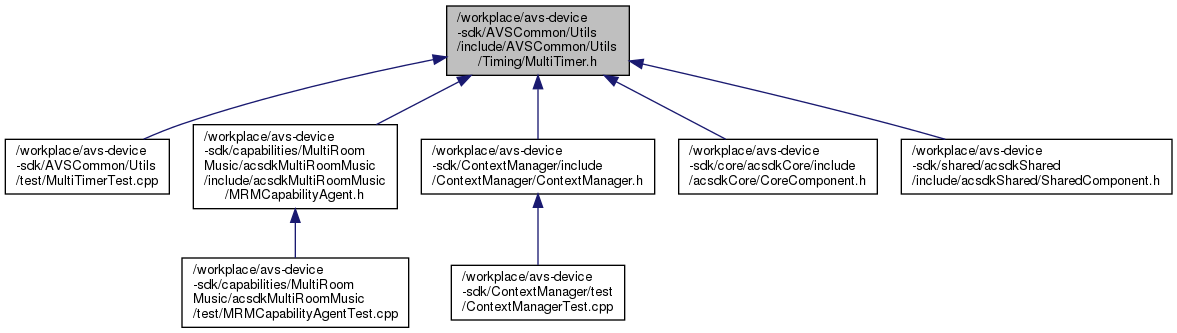 /workplace/avs-device
-sdk/AVSCommon/Utils
/include/AVSCommon/Utils
/Timing/MultiTimer.h
/workplace/avs-device
-sdk/AVSCommon/Utils
/test/MultiTimerTest.cpp
/workplace/avs-device
-sdk/capabilities/MultiRoom
Music/acsdkMultiRoomMusic
/include/acsdkMultiRoomMusic
/MRMCapabilityAgent.h
/workplace/avs-device
-sdk/ContextManager/include
/ContextManager/ContextManager.h
/workplace/avs-device
-sdk/core/acsdkCore/include
/acsdkCore/CoreComponent.h
/workplace/avs-device
-sdk/shared/acsdkShared
/include/acsdkShared/SharedComponent.h
/workplace/avs-device
-sdk/capabilities/MultiRoom
Music/acsdkMultiRoomMusic
/test/MRMCapabilityAgentTest.cpp
/workplace/avs-device
-sdk/ContextManager/test
/ContextManagerTest.cpp